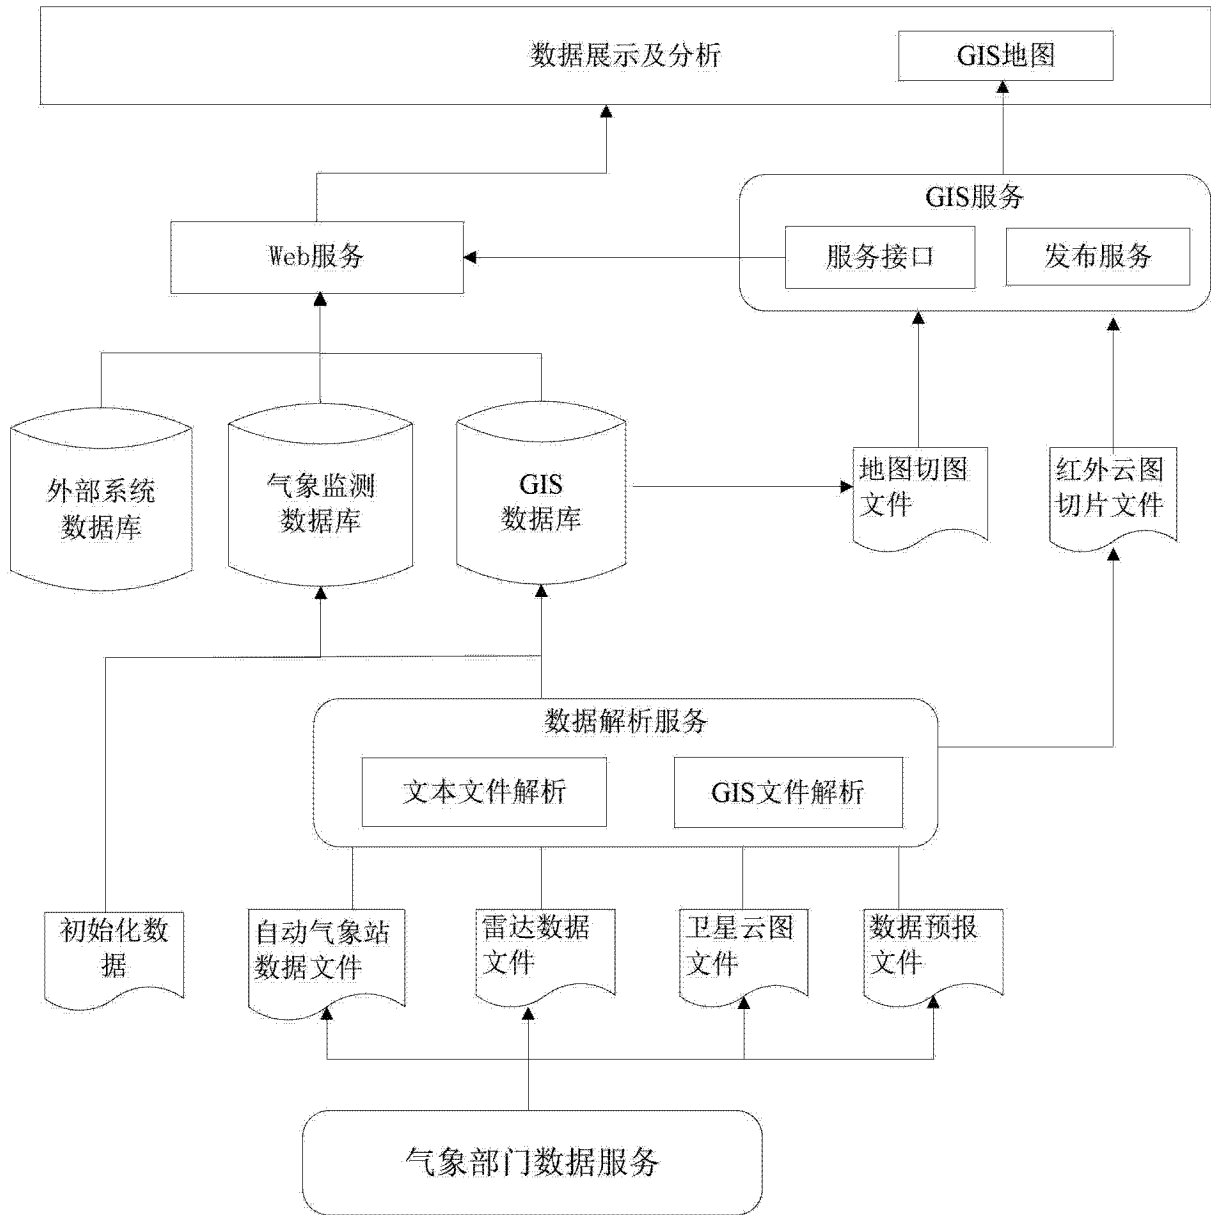 数据展示及分析
GIS地图
GIS服务
Web服务
服务接口
发布服务
外部系统
数据库
气象监测
数据库
GIS
数据库
地图切图
文件
红外云图
切片文件
数据解析服务
文本文件解析
GIS文件解析
初始化数
据
自动气象站
数据文件
雷达数据
文件
卫星云图
文件
数据预报
文件
气象部门数据服务